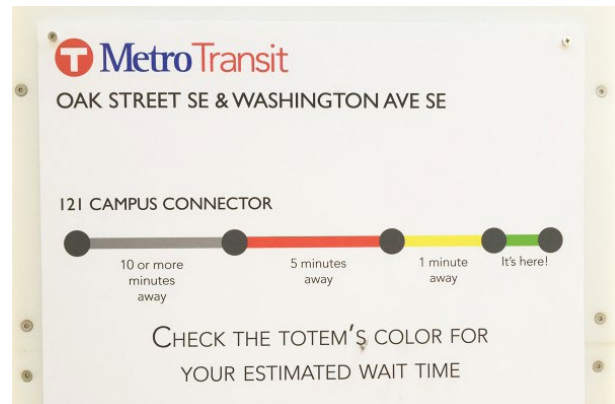 T MetroTransit
OAK STREET SE & WASHINGTON AVE SE
121 CAMPUS CONNECTOR
10 or more
minutes
away
5 minutes
away
1 minute
away
It's here!
CHECK THE TOTEM'S COLOR FOR
YOUR ESTIMATED WAIT TIME